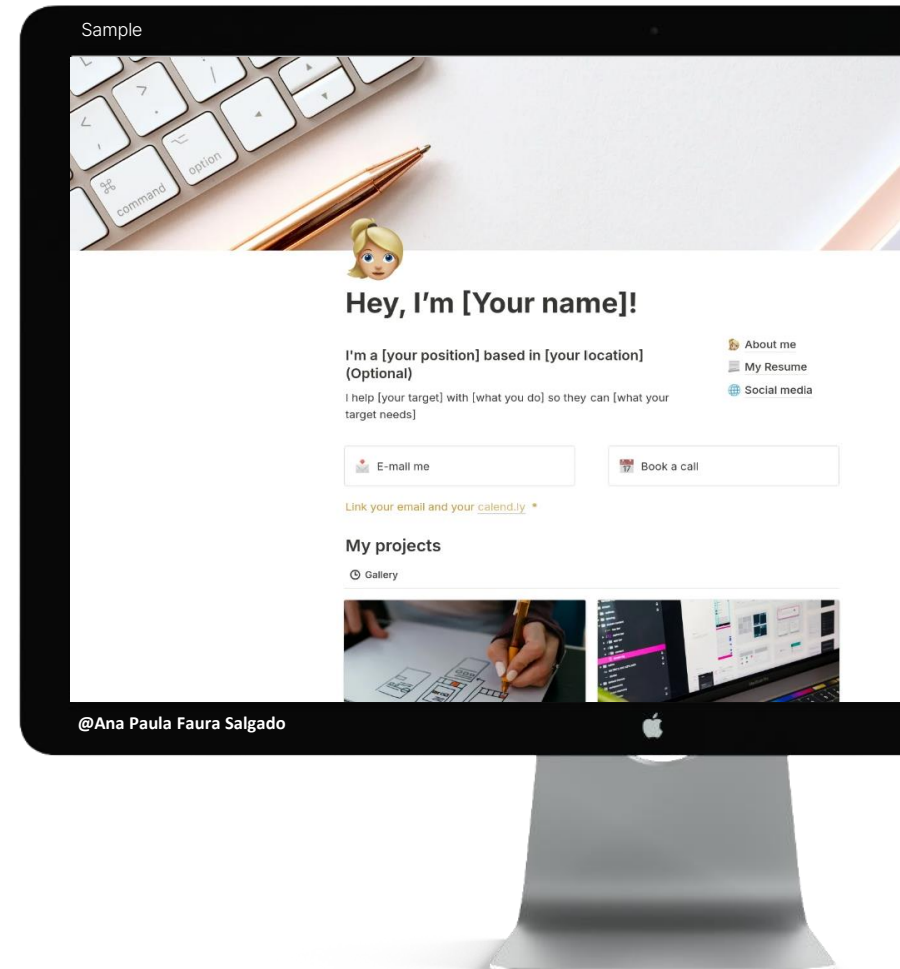 Sample
command
option
Hey, I’m [Your name]!
I'm a [your position] based in [your location]
(Optional)
I help [your target] with [what you do] so they can [what your
target needs]
About me
My Resume
Social media
E-mail me
17 Book a call
Link your email and your calend.ly *
My projects
Gallery
@Ana Paula Faura Salgado